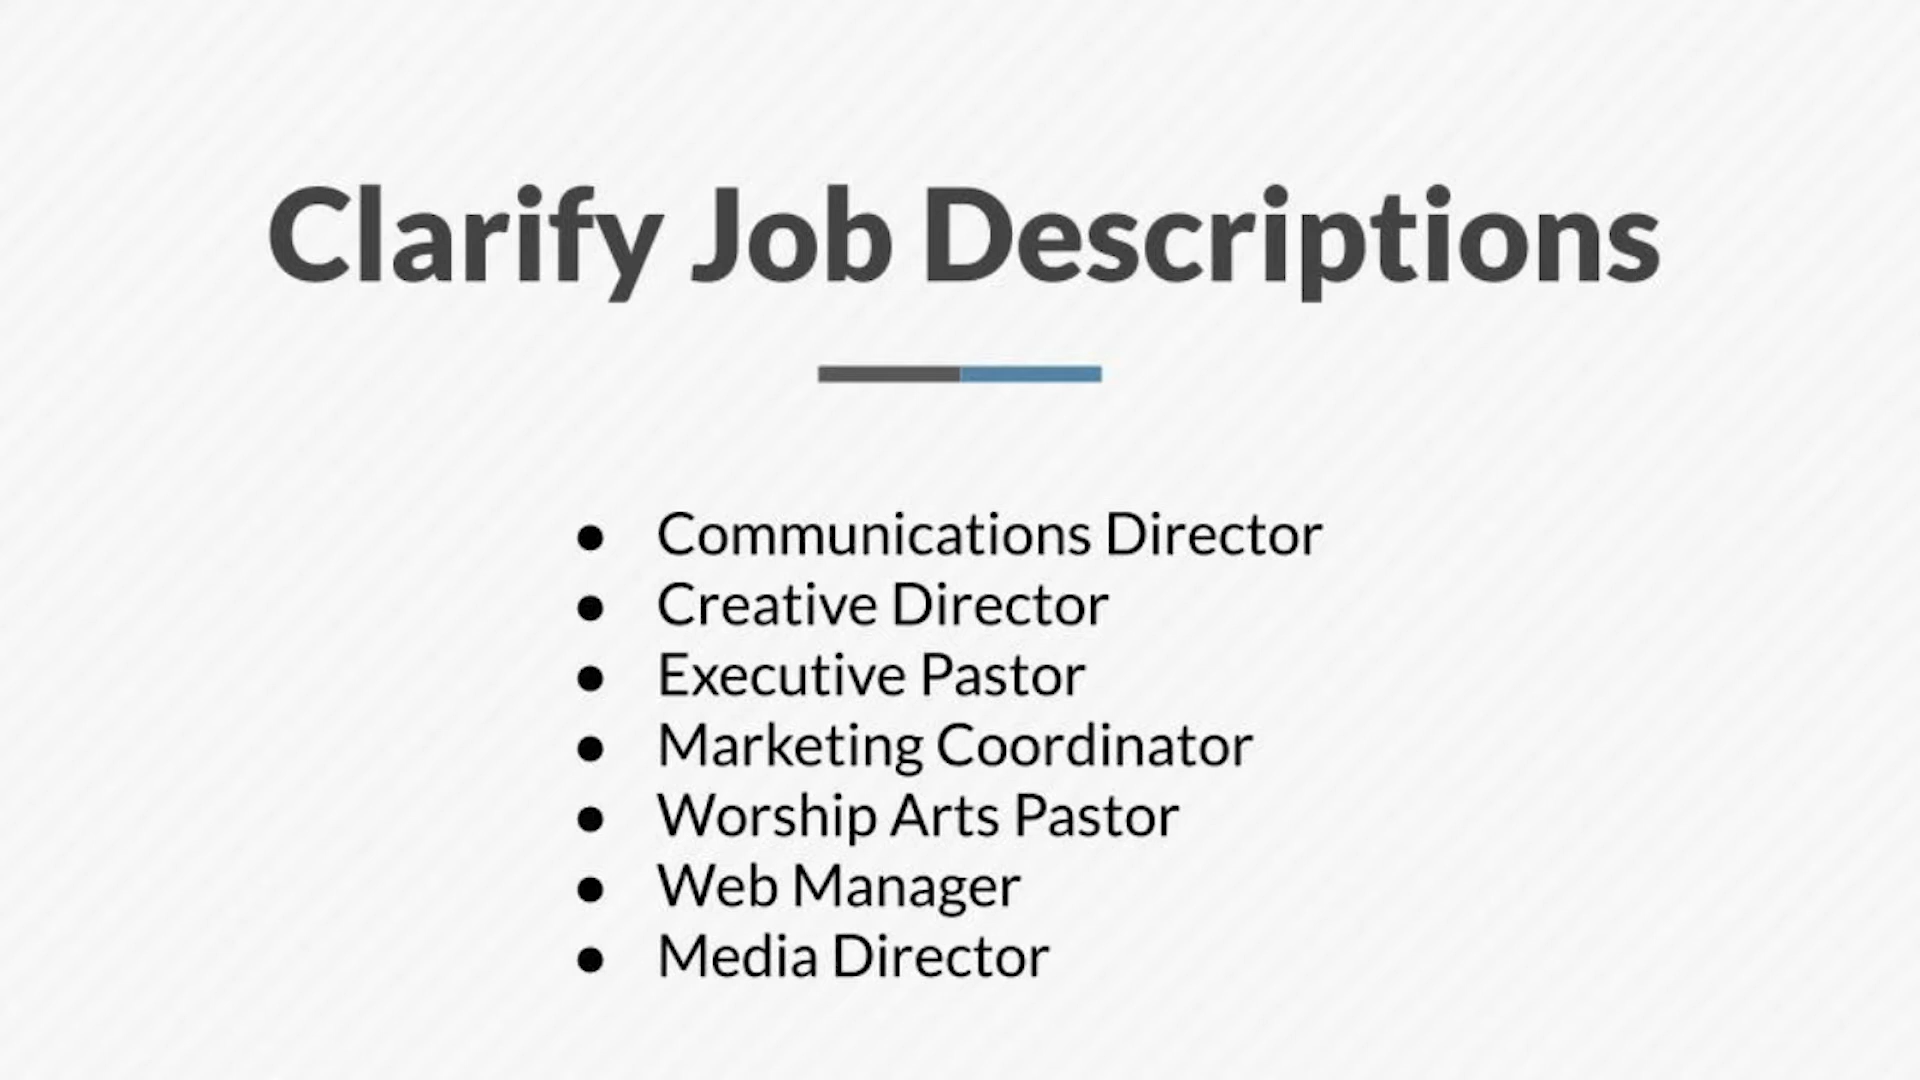 Clarify Job Descriptions
● Communications Director
● Creative Director
● Executive Pastor
● Marketing Coordinator
● Worship Arts Pastor
● Web Manager
● Media Director